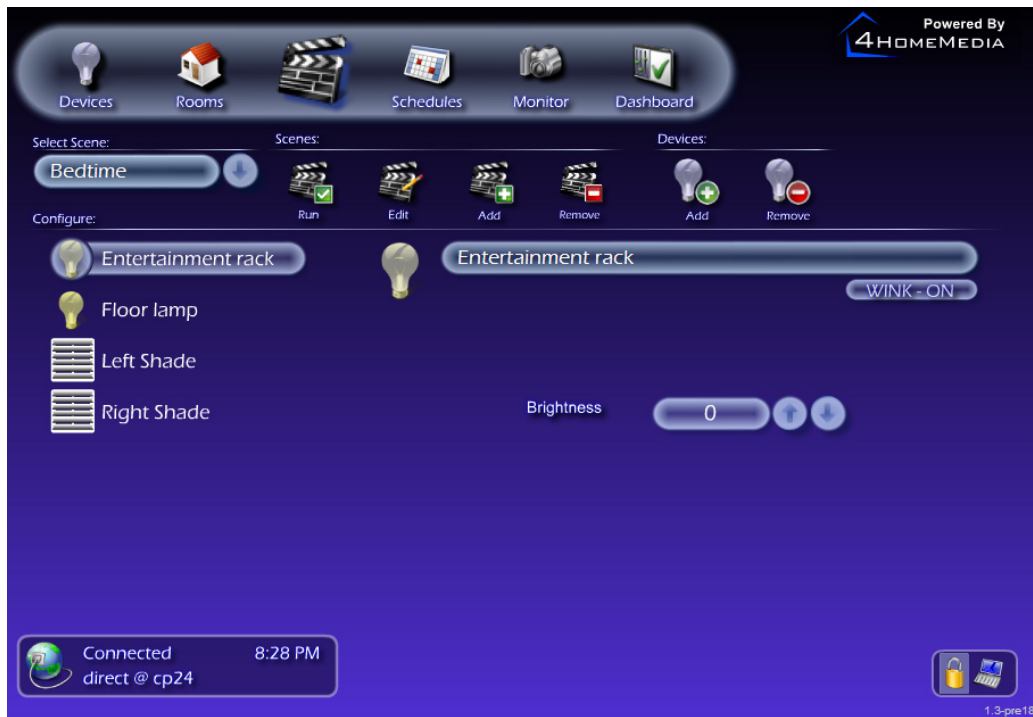 Powered By
4HOMEMEDIA
Devices
Rooms
Schedules
Monitor
Dashboard
Select Scene:
Scenes:
Devices:
Bedtime
Run
Edit
Add
Remove
Add
Remove
Configure:
Entertainment rack
Entertainment rack
WINK - ON
Floor lamp
Left Shade
Right Shade
Brightness
0
Connected
8:28 PM
direct @ cp24
1.3-pre18